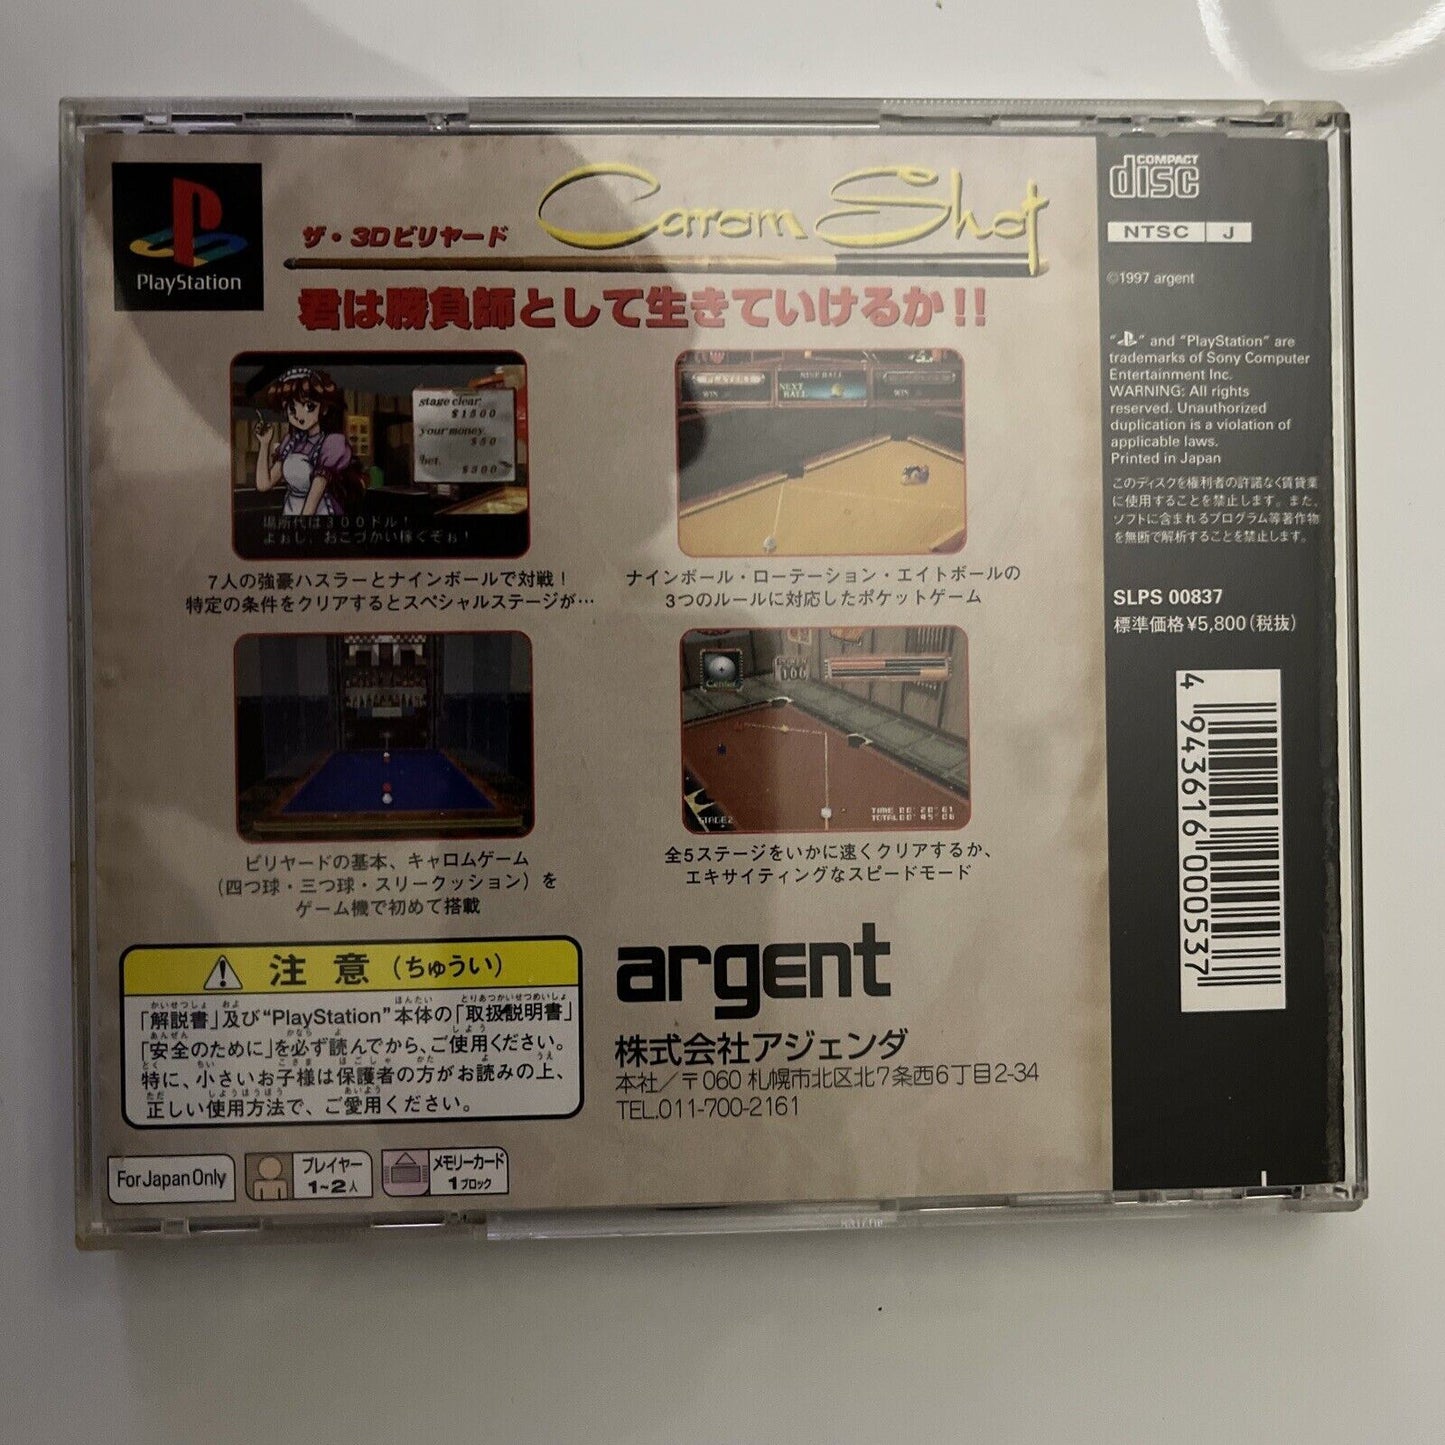 PlayStation
ザ・3Dビリヤード
Carom Shot
君は勝負師として生きていけるか!!
stage clear.
$1500
your money.
$50
bet.
$300
場所代は３００ドル！
よぉし、おこづかい稼ぐぞぉ！
7人の強豪ハスラーとナインボールで対戦！
特定の条件をクリアするとスペシャルステージが…
PLAYER1
WIN
NINE BALL
NEXT
BALL
WIN
ナインボール・ローテーション・エイトボールの
3つのルールに対応したポケットゲーム
ビリヤードの基本、キャロムゲーム
(四つ球・三つ球・スリークッション)を
ゲーム機で初めて搭載
Center
100
STAGE2
TIME 00'20"61
TOTAL00'45"06
全5ステージをいかに速くクリアするか、
エキサイティングなスピードモード
注意(ちゅうい)
「解説書」及び“PlayStation”本体の「取扱説明書」
「安全のために」を必ず読んでから、ご使用ください。
特に、小さいお子様は保護者の方がお読みの上、
正しい使用方法で、ご愛用ください。
argent
株式会社アジェンダ
本社／〒060 札幌市北区北7条西6丁目2-34
TEL.011-700-2161
For Japan Only
プレイヤー
1~2人
メモリーカード
1ブロック
COMPACT
disc
NTSC J
©1997 argent
“ ” and “PlayStation” are
trademarks of Sony Computer
Entertainment Inc.
WARNING: All rights
reserved. Unauthorized
duplication is a violation of
applicable laws.
Printed in Japan
このディスクを権利者の許諾なく賃貸業
に使用することを禁止します。また、
ソフトに含まれるプログラム等著作物
を無断で解析することを禁止します。
SLPS 00837
標準価格¥5,800(税抜)
4 943616 000537